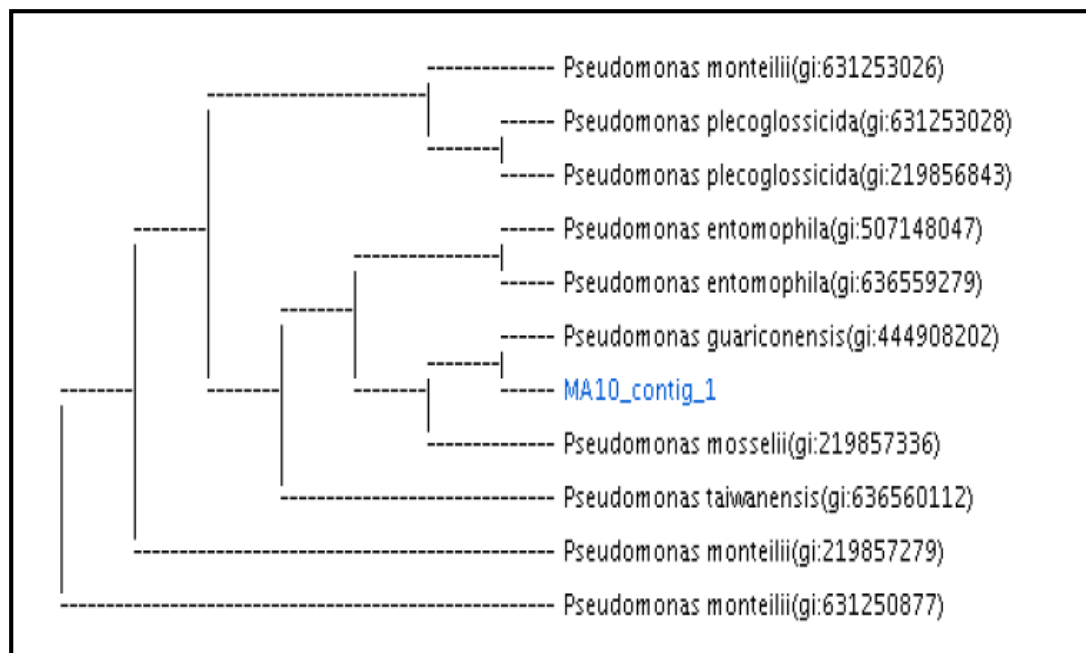 Pseudomonas monteilii(gi:631253026)
Pseudomonas plecoglossicida(gi:631253028)
Pseudomonas plecoglossicida(gi:219856843)
Pseudomonas entomophila(gi:507148047)
Pseudomonas entomophila(gi:636559279)
Pseudomonas guariconensis(gi:444908202)
MA10_contig_1
Pseudomonas mosselii(gi:219857336)
Pseudomonas taiwanensis(gi:636560112)
Pseudomonas monteilii(gi:219857279)
Pseudomonas monteilii(gi:631250877)